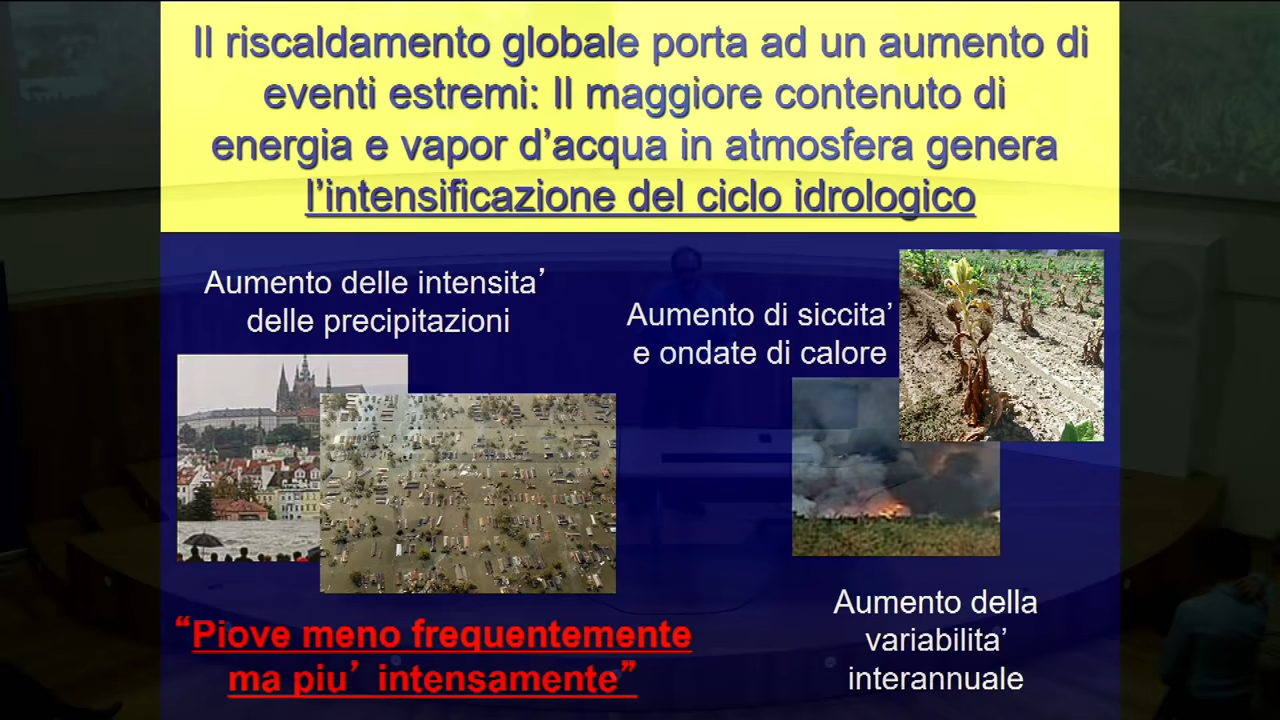 Il riscaldamento globale porta ad un aumento di
eventi estremi: Il maggiore contenuto di
energia e vapor d’acqua in atmosfera genera
l’intensificazione del ciclo idrologico
Aumento delle intensita’
delle precipitazioni
Aumento di siccita’
e ondate di calore
“Piove meno frequentemente
ma piu’ intensamente”
Aumento della
variabilita’
interannuale